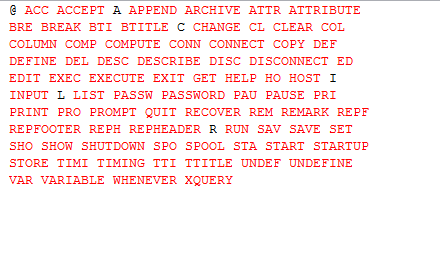 @ ACC ACCEPT A APPEND ARCHIVE ATTR ATTRIBUTE
BRE BREAK BTI BTITLE C CHANGE CL CLEAR COL
COLUMN COMP COMPUTE CONN CONNECT COPY DEF
DEFINE DEL DESC DESCRIBE DISC DISCONNECT ED
EDIT EXEC EXECUTE EXIT GET HELP HO HOST I
INPUT L LIST PASSW PASSWORD PAU PAUSE PRI
PRINT PRO PROMPT QUIT RECOVER REM REMARK REPF
REPFOOTER REPH REPHEADER R RUN SAV SAVE SET
SHO SHOW SHUTDOWN SPO SPOOL STA START STARTUP
STORE TIMI TIMING TTI TTITLE UNDEF UNDEFINE
VAR VARIABLE WHENEVER XQUERY